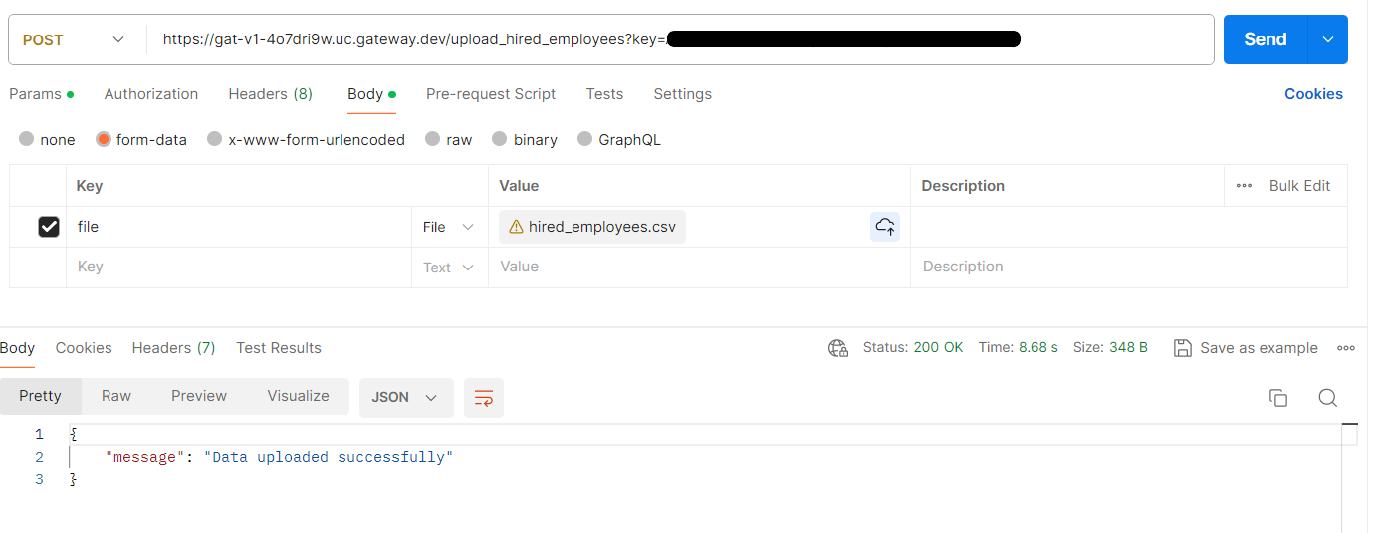 POST https://gat-v1-4o7dri9w.uc.gateway.dev/upload_hired_employees?key= Send
Params Authorization Headers (8) Body Pre-request Script Tests Settings Cookies
none form-data x-www-form-urlencoded raw binary GraphQL
Key Value Description Bulk Edit
file File hired_employees.csv
Key Text Value Description
Body Cookies Headers (7) Test Results Status: 200 OK Time: 8.68 s Size: 348 B Save as example
Pretty Raw Preview Visualize JSON
1 {
2 "message": "Data uploaded successfully"
3 }